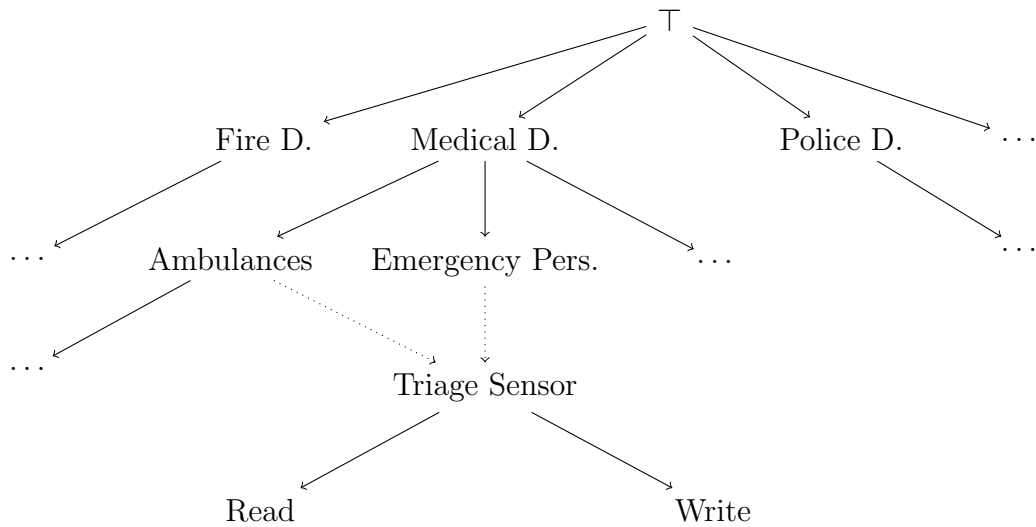 ⊤
Fire D. Medical D. Police D. ...
... Ambulances Emergency Pers. ... ...
...
Triage Sensor
Read Write